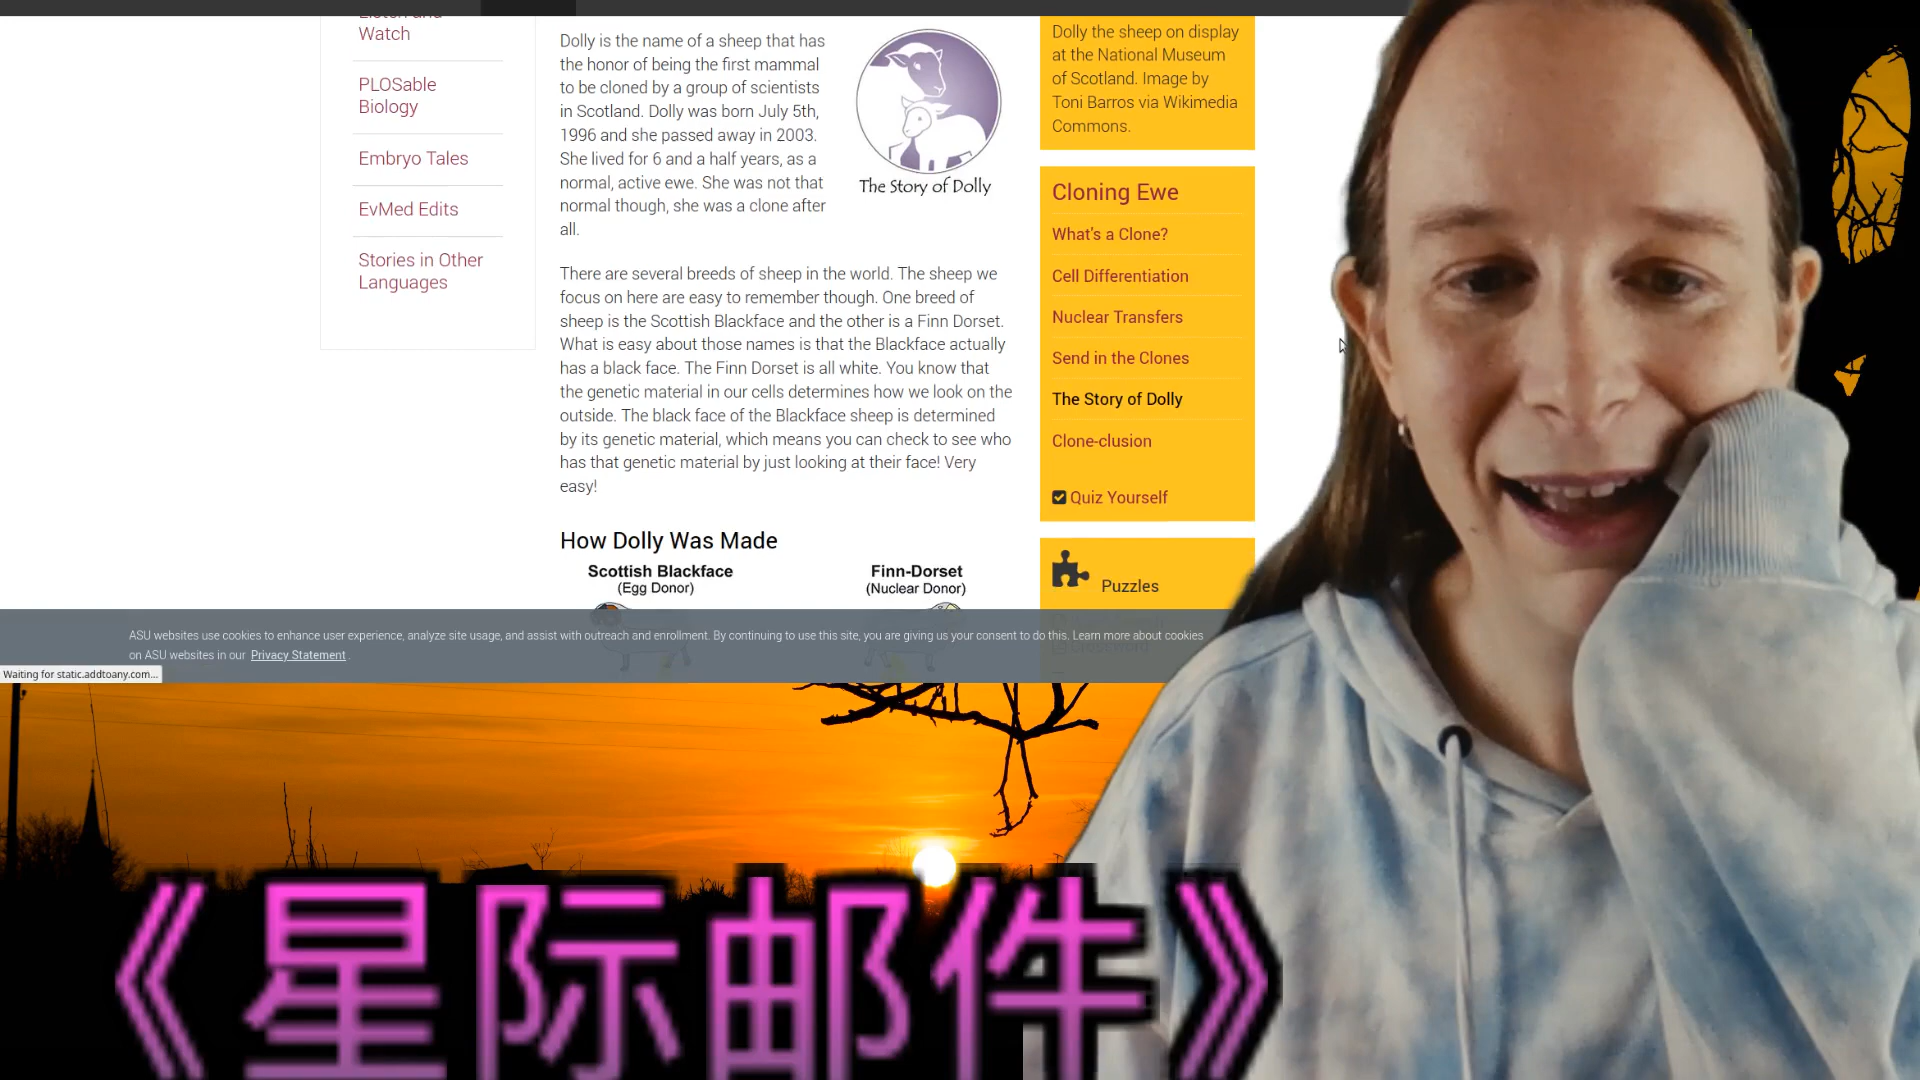 Listen and
Watch
PLOSable
Biology
Embryo Tales
EvMed Edits
Stories in Other
Languages
Dolly is the name of a sheep that has
the honor of being the first mammal
to be cloned by a group of scientists
in Scotland. Dolly was born July 5th,
1996 and she passed away in 2003.
She lived for 6 and a half years, as a
normal, active ewe. She was not that
normal though, she was a clone after
all.
The Story of Dolly
There are several breeds of sheep in the world. The sheep we
focus on here are easy to remember though. One breed of
sheep is the Scottish Blackface and the other is a Finn Dorset.
What is easy about those names is that the Blackface actually
has a black face. The Finn Dorset is all white. You know that
the genetic material in our cells determines how we look on the
outside. The black face of the Blackface sheep is determined
by its genetic material, which means you can check to see who
has that genetic material by just looking at their face! Very
easy!
How Dolly Was Made
Scottish Blackface
(Egg Donor)
Finn-Dorset
(Nuclear Donor)
Dolly the sheep on display
at the National Museum
of Scotland. Image by
Toni Barros via Wikimedia
Commons.
Cloning Ewe
What's a Clone?
Cell Differentiation
Nuclear Transfers
Send in the Clones
The Story of Dolly
Clone-clusion
Quiz Yourself
Puzzles
ASU websites use cookies to enhance user experience, analyze site usage, and assist with outreach and enrollment. By continuing to use this site, you are giving us your consent to do this. Learn more about cookies
on ASU websites in our Privacy Statement.
Waiting for static.addtoany.com...
《星际邮件》